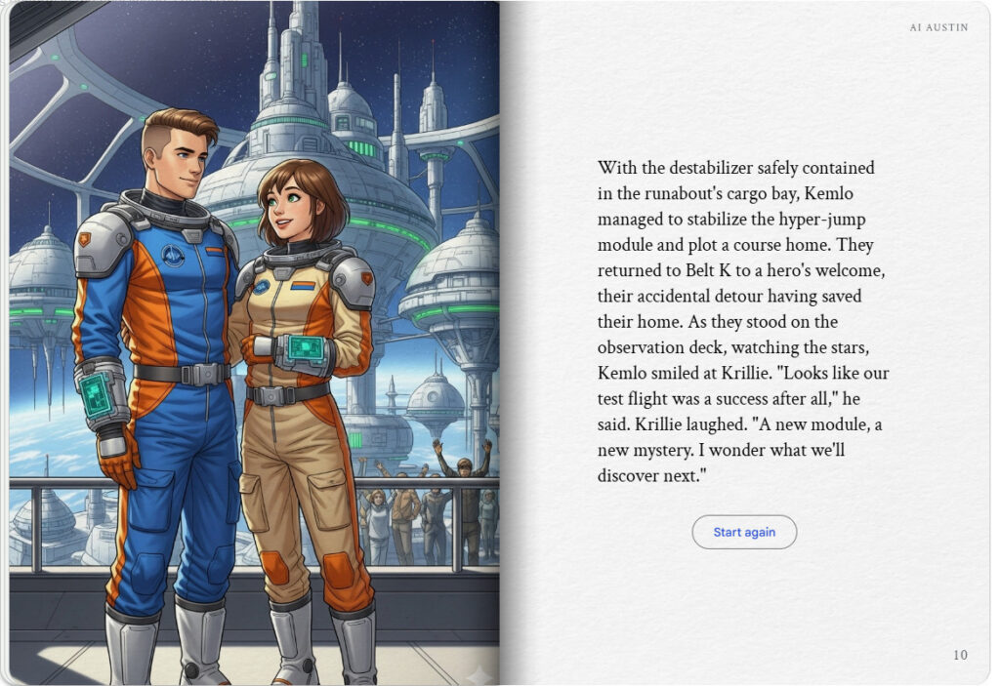 AI AUSTIN
With the destabilizer safely contained
in the runabout's cargo bay, Kemlo
managed to stabilize the hyper-jump
module and plot a course home. They
returned to Belt K to a hero's welcome,
their accidental detour having saved
their home. As they stood on the
observation deck, watching the stars,
Kemlo smiled at Krillie. "Looks like our
test flight was a success after all," he
said. Krillie laughed. "A new module, a
new mystery. I wonder what we'll
discover next."
Start again
10